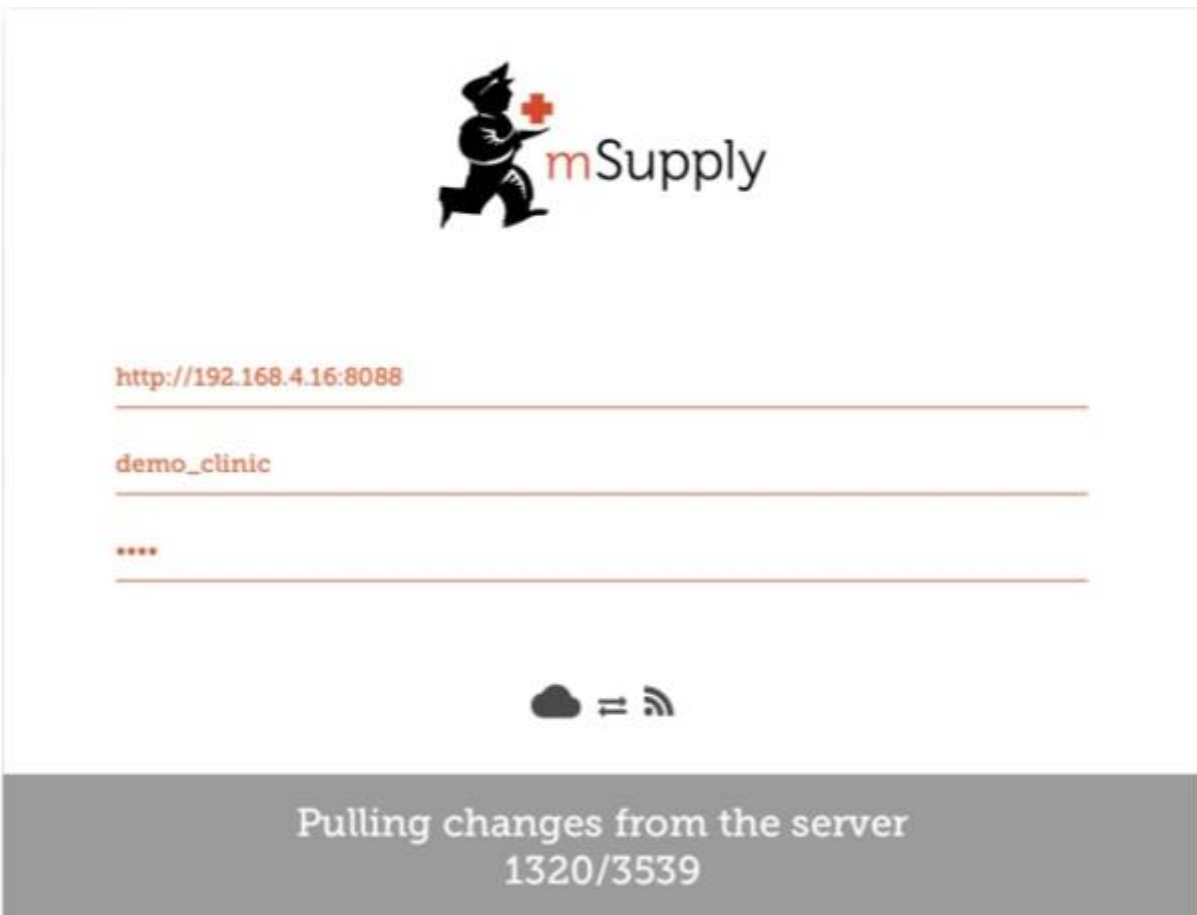 mSupply
http://192.168.4.16:8088
demo_clinic
••••
Pulling changes from the server
1320/3539